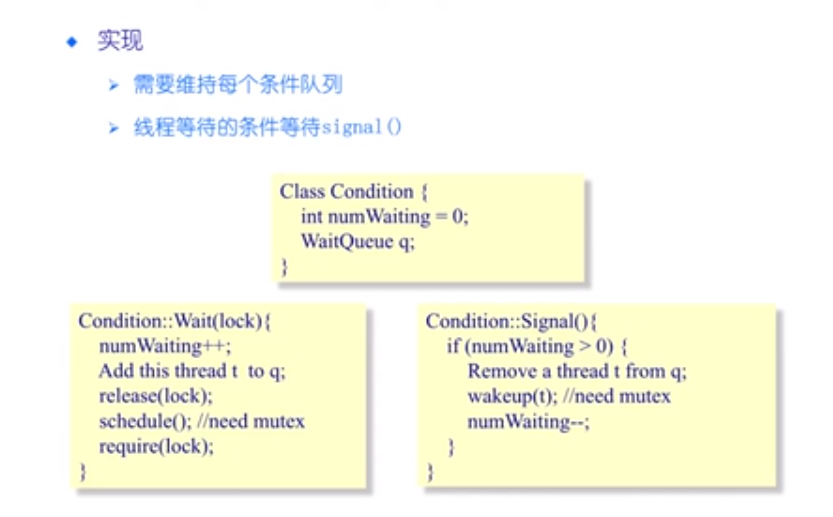 实现
需要维持每个条件队列
线程等待的条件等待signal()
Class Condition {
int numWaiting = 0;
WaitQueue q;
}
Condition::Wait(lock){
numWaiting++;
Add this thread t to q;
release(lock);
schedule(); //need mutex
require(lock);
}
Condition::Signal(){
if (numWaiting > 0) {
Remove a thread t from q;
wakeup(t); //need mutex
numWaiting--;
}
}